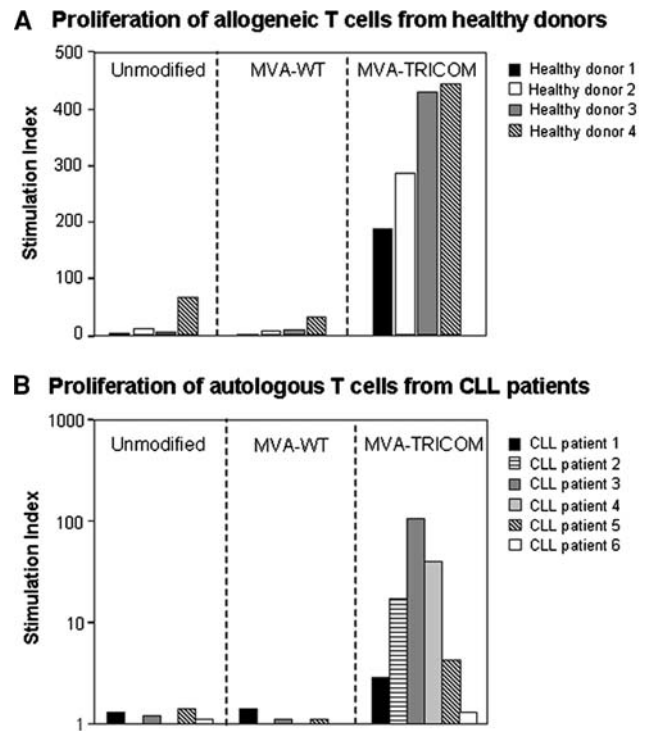 A Proliferation of allogeneic T cells from healthy donors
500
400
300
200
100
0
Stimulation Index
Unmodified
MVA-WT
MVA-TRICOM
Healthy donor 1
Healthy donor 2
Healthy donor 3
Healthy donor 4
B Proliferation of autologous T cells from CLL patients
1000
100
10
1
Stimulation Index
Unmodified
MVA-WT
MVA-TRICOM
CLL patient 1
CLL patient 2
CLL patient 3
CLL patient 4
CLL patient 5
CLL patient 6